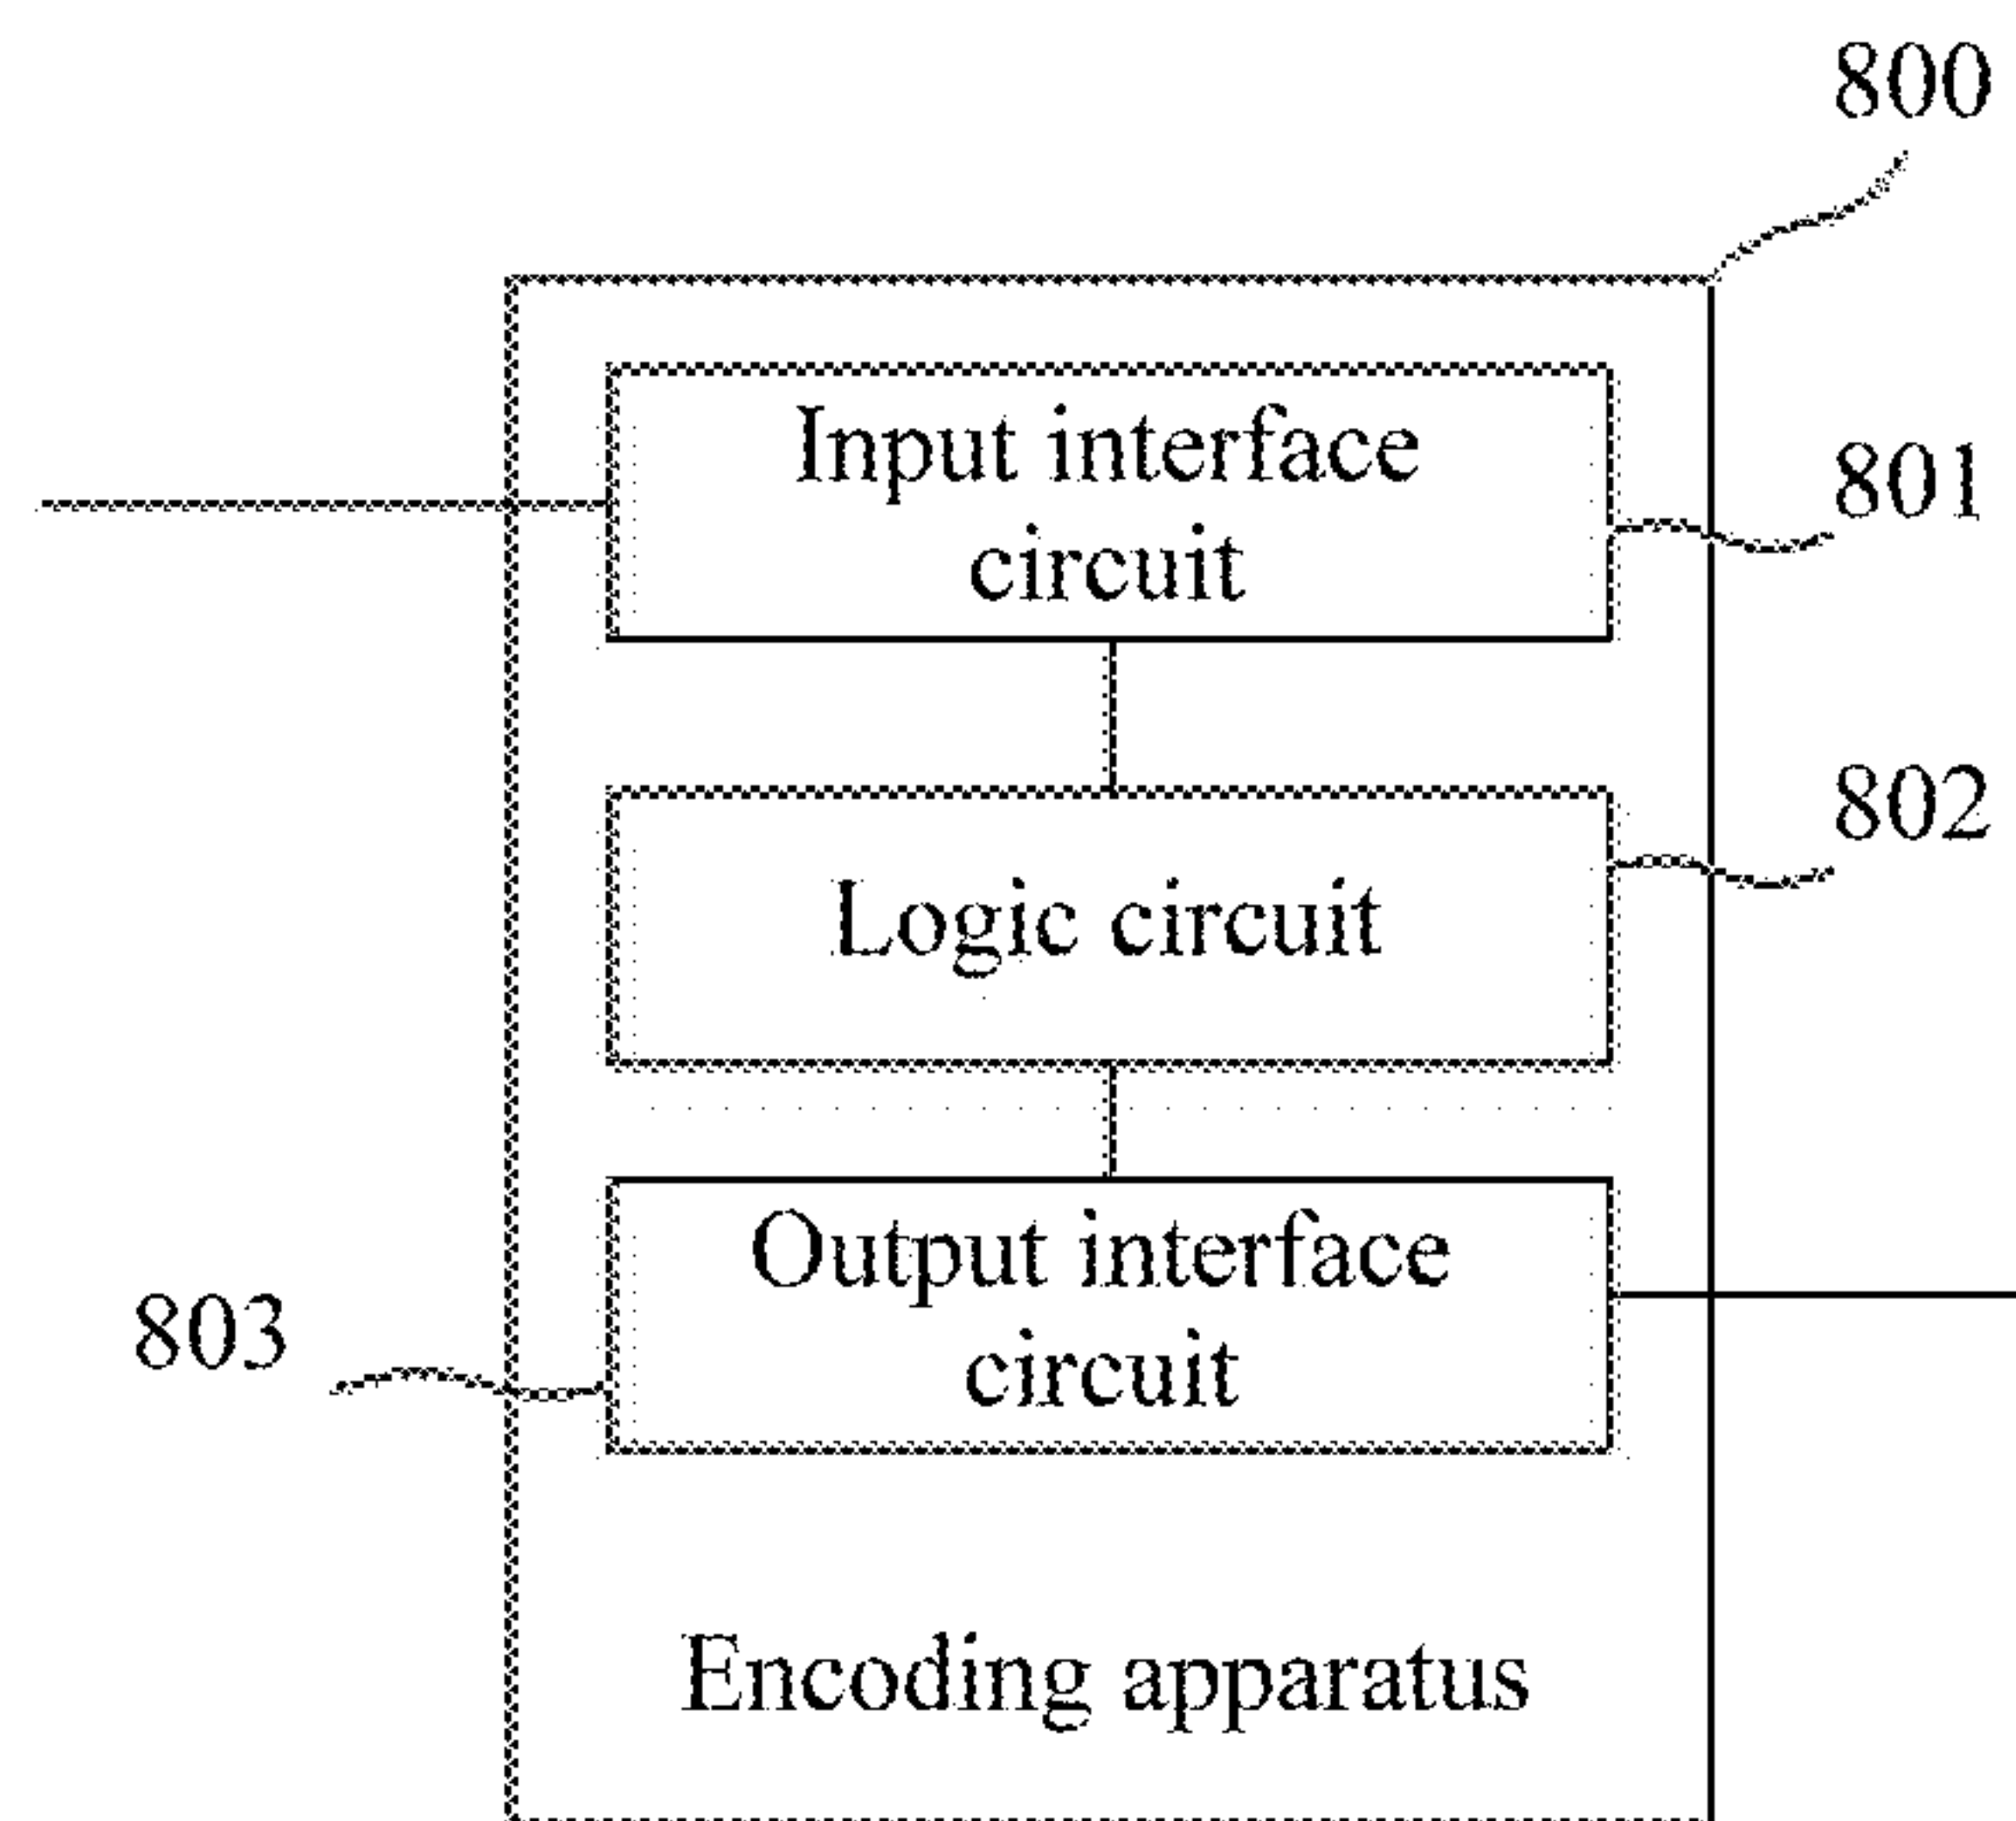 800
Input interface
circuit
801
802
Logic circuit
Output interface
circuit
803
Encoding apparatus